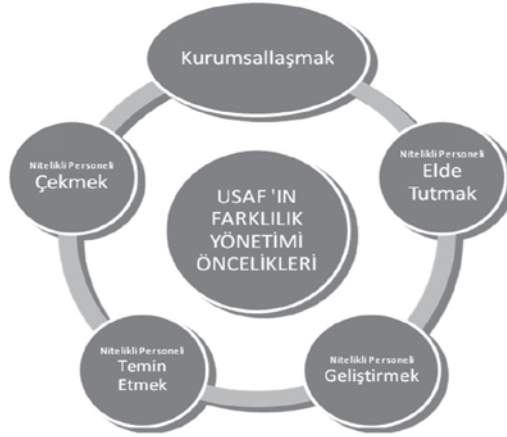 Kurumsallaşmak
Nitelikli Personeli
Çekmek
Nitelikli Personeli
Elde
Tutmak
USAF 'IN
FARKLILIK
YÖNETİMİ
ÖNCELİKLERİ
Nitelikli Personeli
Temin
Etmek
Nitelikli Personeli
Geliştirmek